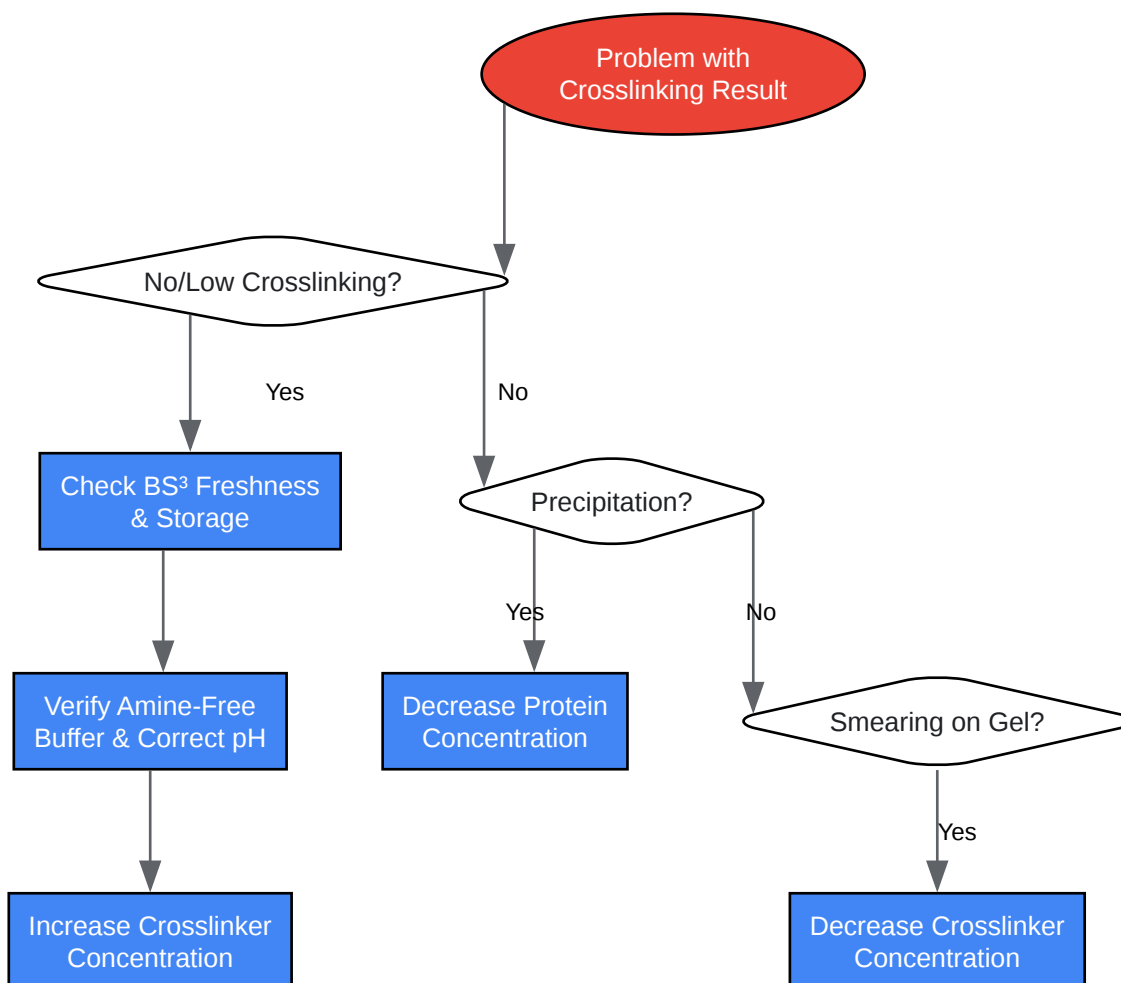 Problem with
Crosslinking Result
No/Low Crosslinking?
Yes
No
Check BS³ Freshness
& Storage
Precipitation?
Yes
No
Verify Amine-Free
Buffer & Correct pH
Decrease Protein
Concentration
Smearing on Gel?
Yes
Increase Crosslinker
Concentration
Decrease Crosslinker
Concentration